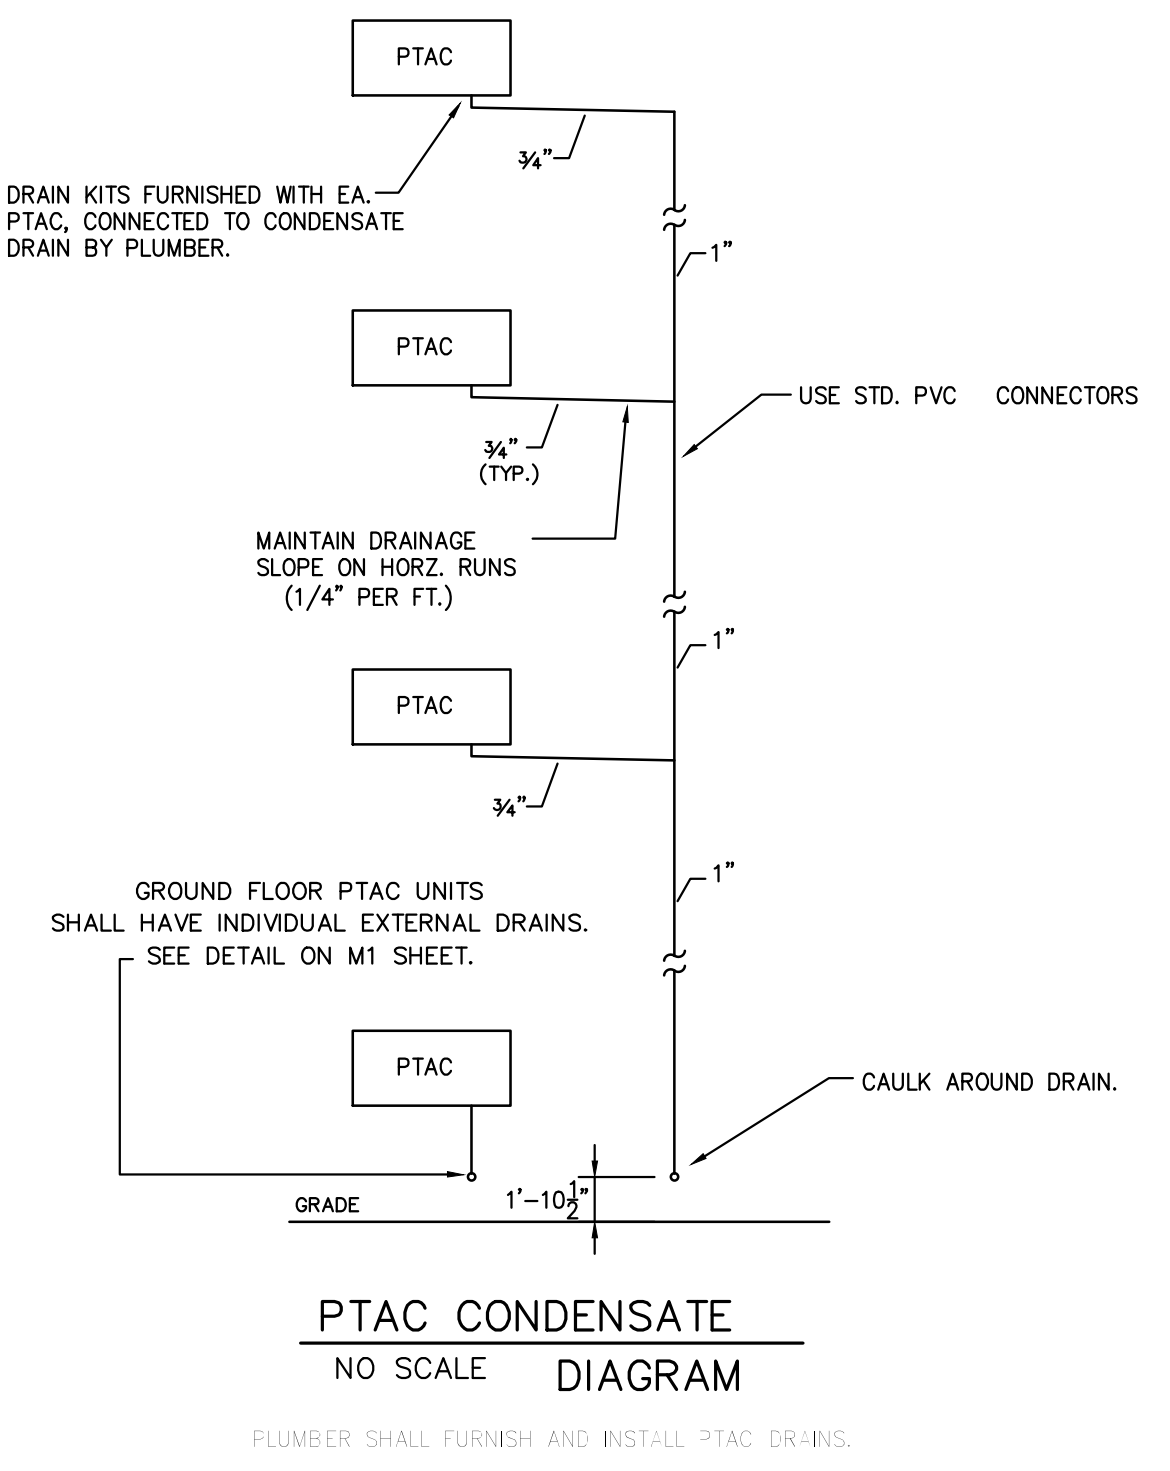 PTAC
¾"
DRAIN KITS FURNISHED WITH EA.
PTAC, CONNECTED TO CONDENSATE
DRAIN BY PLUMBER.
1"
PTAC
USE STD. PVC CONNECTORS
¾"
(TYP.)
MAINTAIN DRAINAGE
SLOPE ON HORZ. RUNS
(1/4" PER FT.)
1"
PTAC
¾"
1"
GROUND FLOOR PTAC UNITS
SHALL HAVE INDIVIDUAL EXTERNAL DRAINS.
SEE DETAIL ON M1 SHEET.
PTAC
CAULK AROUND DRAIN.
1'-10½"
GRADE
PTAC CONDENSATE
NO SCALE DIAGRAM
PLUMBER SHALL FURNISH AND INSTALL PTAC DRAINS.